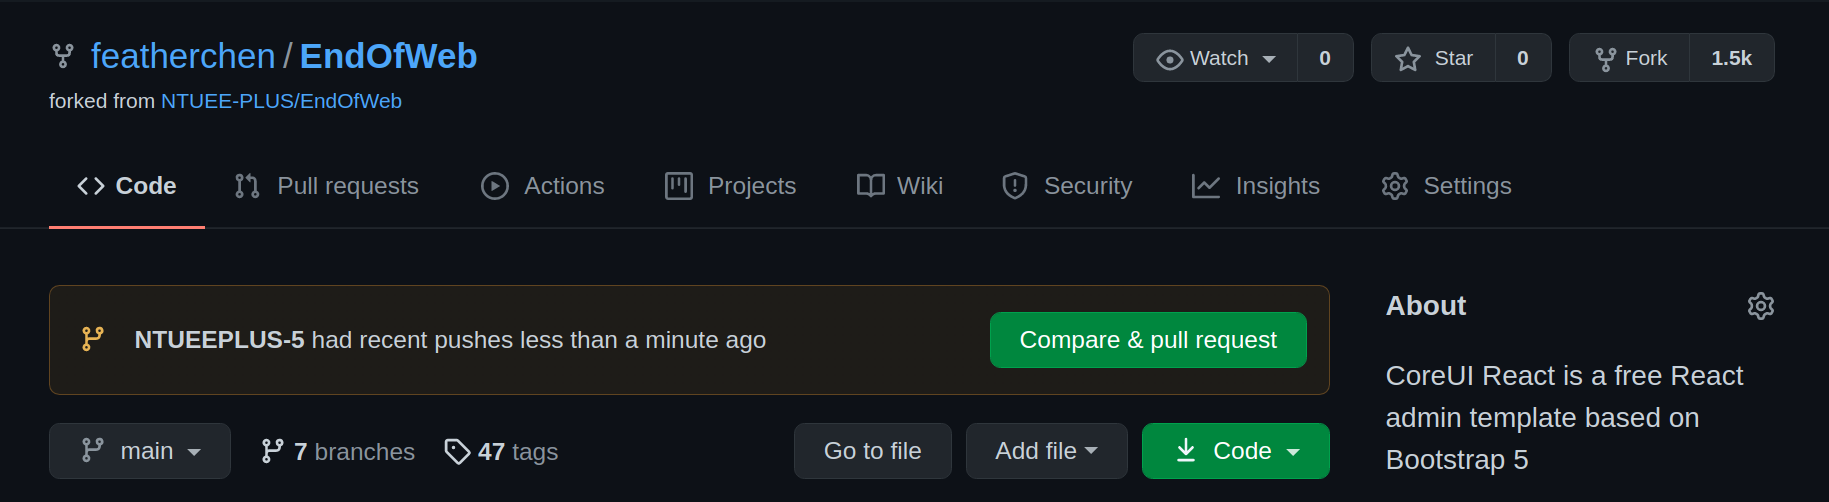 featherchen / EndOfWeb
forked from NTUEE-PLUS/EndOfWeb
Watch 0 Star 0 Fork 1.5k
Code Pull requests Actions Projects Wiki Security Insights Settings
NTUEEPLUS-5 had recent pushes less than a minute ago
Compare & pull request
main 7 branches 47 tags
Go to file Add file Code
About
CoreUI React is a free React
admin template based on
Bootstrap 5